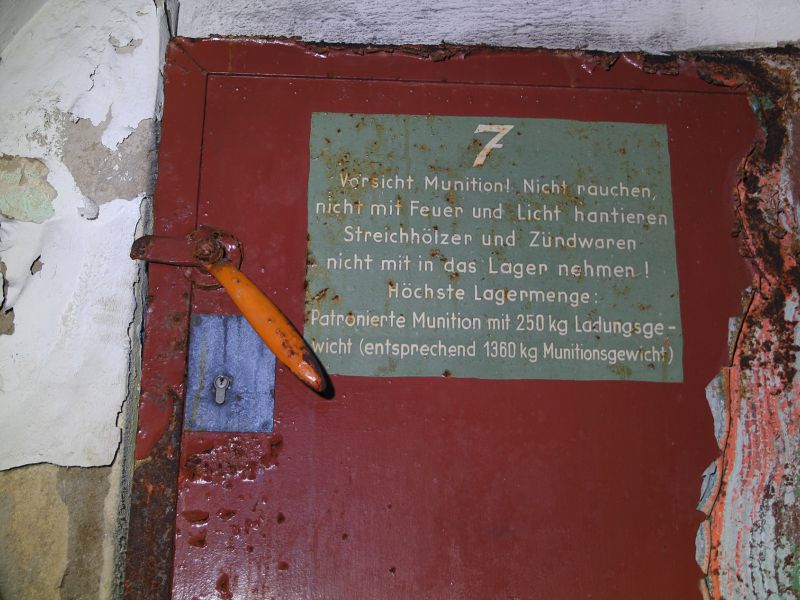 7
Vorsicht Munition! Nicht rauchen,
nicht mit Feuer und Licht hantieren
Streichhölzer und Zündwaren
nicht mit in das Lager nehmen!
Höchste Lagermenge:
Patronierte Munition mit 250 kg Ladungsge-
wicht (entsprechend 1360 kg Munitionsgewicht)